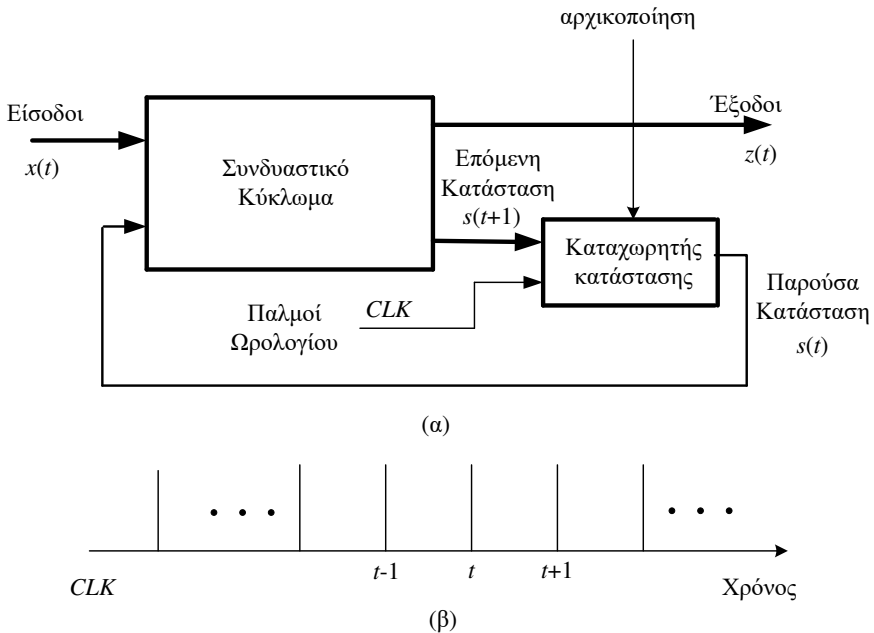 αρχικοποίηση
Είσοδοι
x(t)
Συνδυαστικό
Κύκλωμα
Έξοδοι
z(t)
Επόμενη
Κατάσταση
s(t+1)
Καταχωρητής
κατάστασης
Παλμοί
Ωρολογίου
CLK
Παρούσα
Κατάσταση
s(t)
(α)
t-1
t
t+1
CLK
Χρόνος
(β)